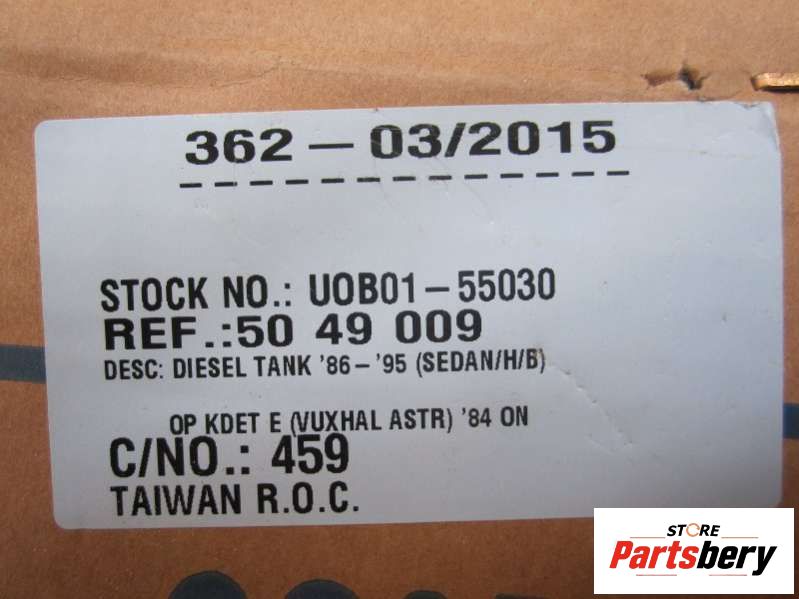 362 – 03/2015
STOCK NO.: UOB01-55030
REF.:50 49 009
DESC: DIESEL TANK '86-'95 (SEDAN/H/B)
OP KDET E (VUXHAL ASTR) '84 ON
C/NO.: 459
TAIWAN R.O.C.
STORE
Partsbery